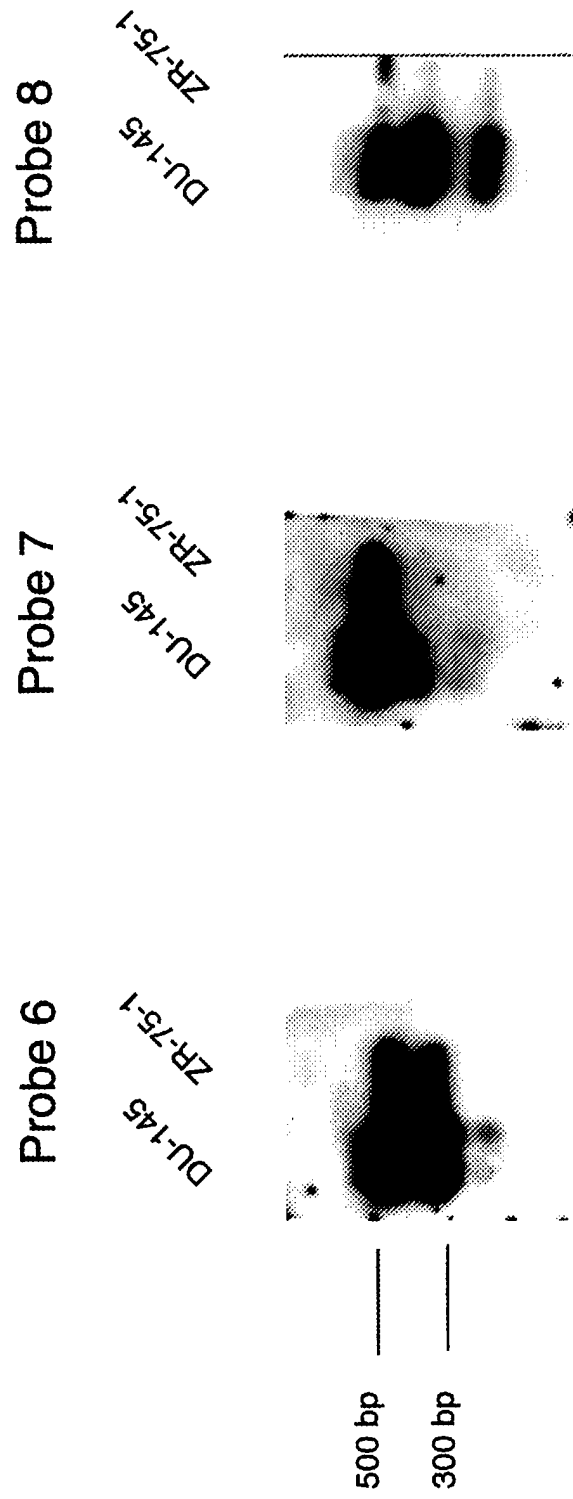 Probe 6
Probe 7
Probe 8
DU-145
ZR-75-1
DU-145
ZR-75-1
DU-145
ZR-75-1
500 bp
300 bp